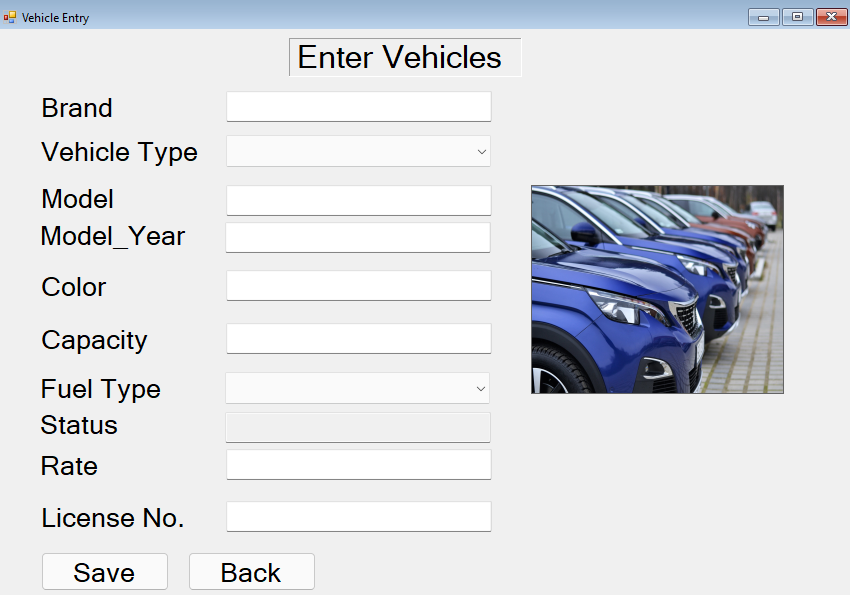 Vehicle Entry
Enter Vehicles
Brand
Vehicle Type
Model
Model_Year
Color
Capacity
Fuel Type
Status
Rate
License No.
Save Back